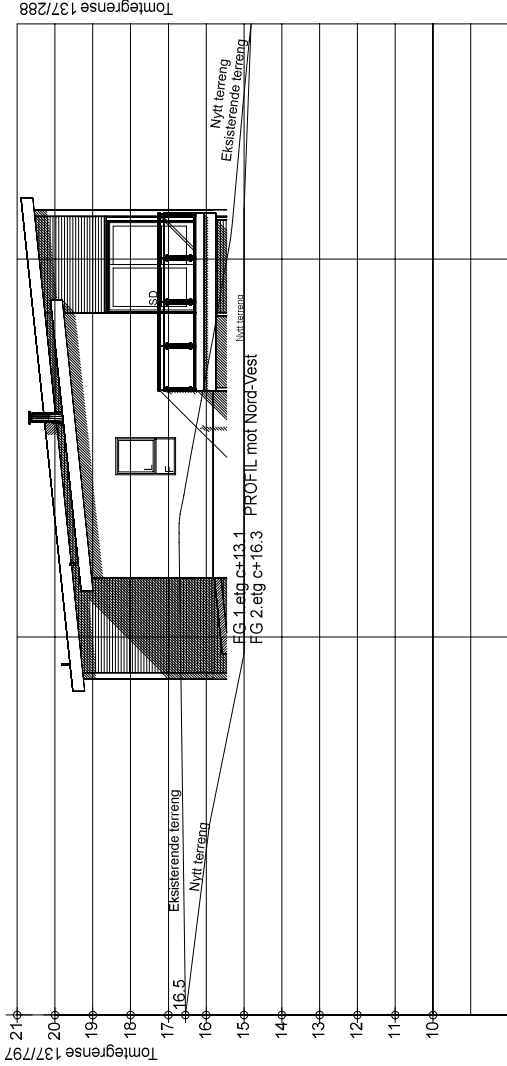 Tomtegrense 137/288
Nytt terreng
Eksisterende terreng
SD
Nytt terreng
L
F
PROFIL mot Nord-Vest
FG 1.etg c+13.1
FG 2.etg c+16.3
Eksisterende terreng
Nytt terreng
16.5
21
20
19
18
17
16
15
14
13
12
11
10
Tomtegrense 137/797